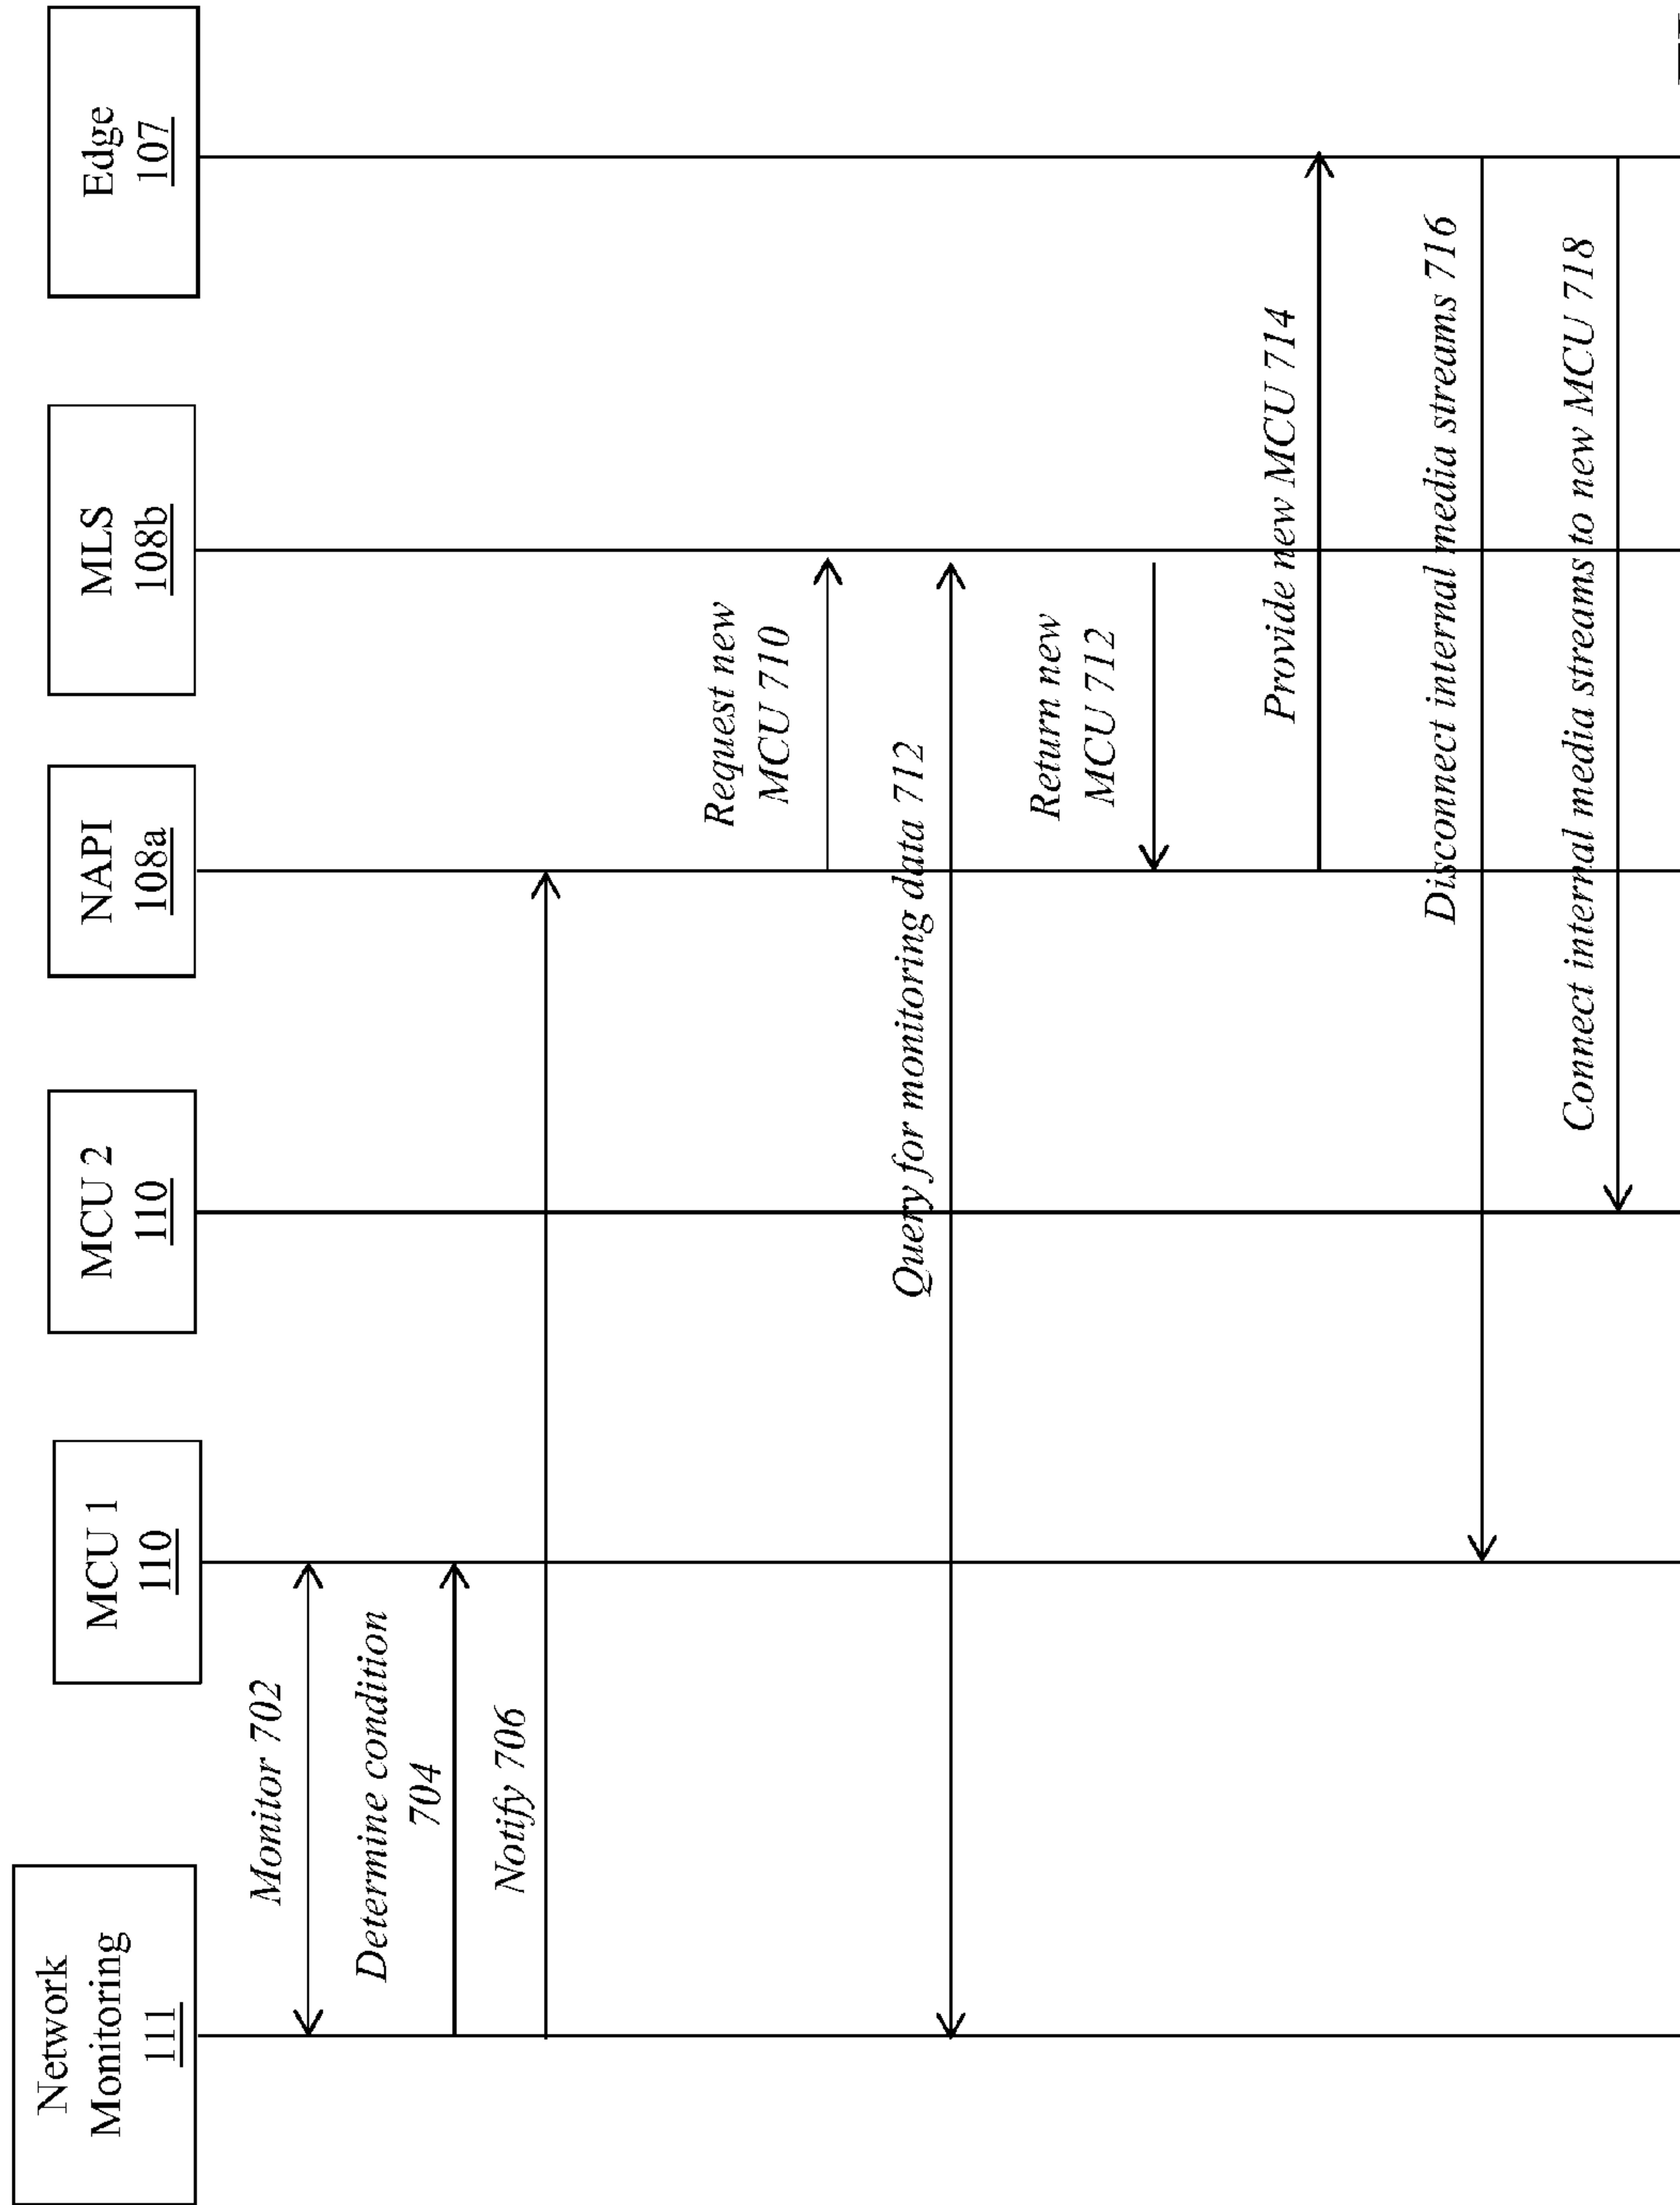 Network
Monitoring
111
MCU 1
110
MCU 2
110
NAPI
108a
MLS
108b
Edge
107
Monitor 702
Determine condition
704
Notify 706
Request new
MCU 710
Query for monitoring data 712
Return new
MCU 712
Provide new MCU 714
Disconnect internal media streams 716
Connect internal media streams to new MCU 718